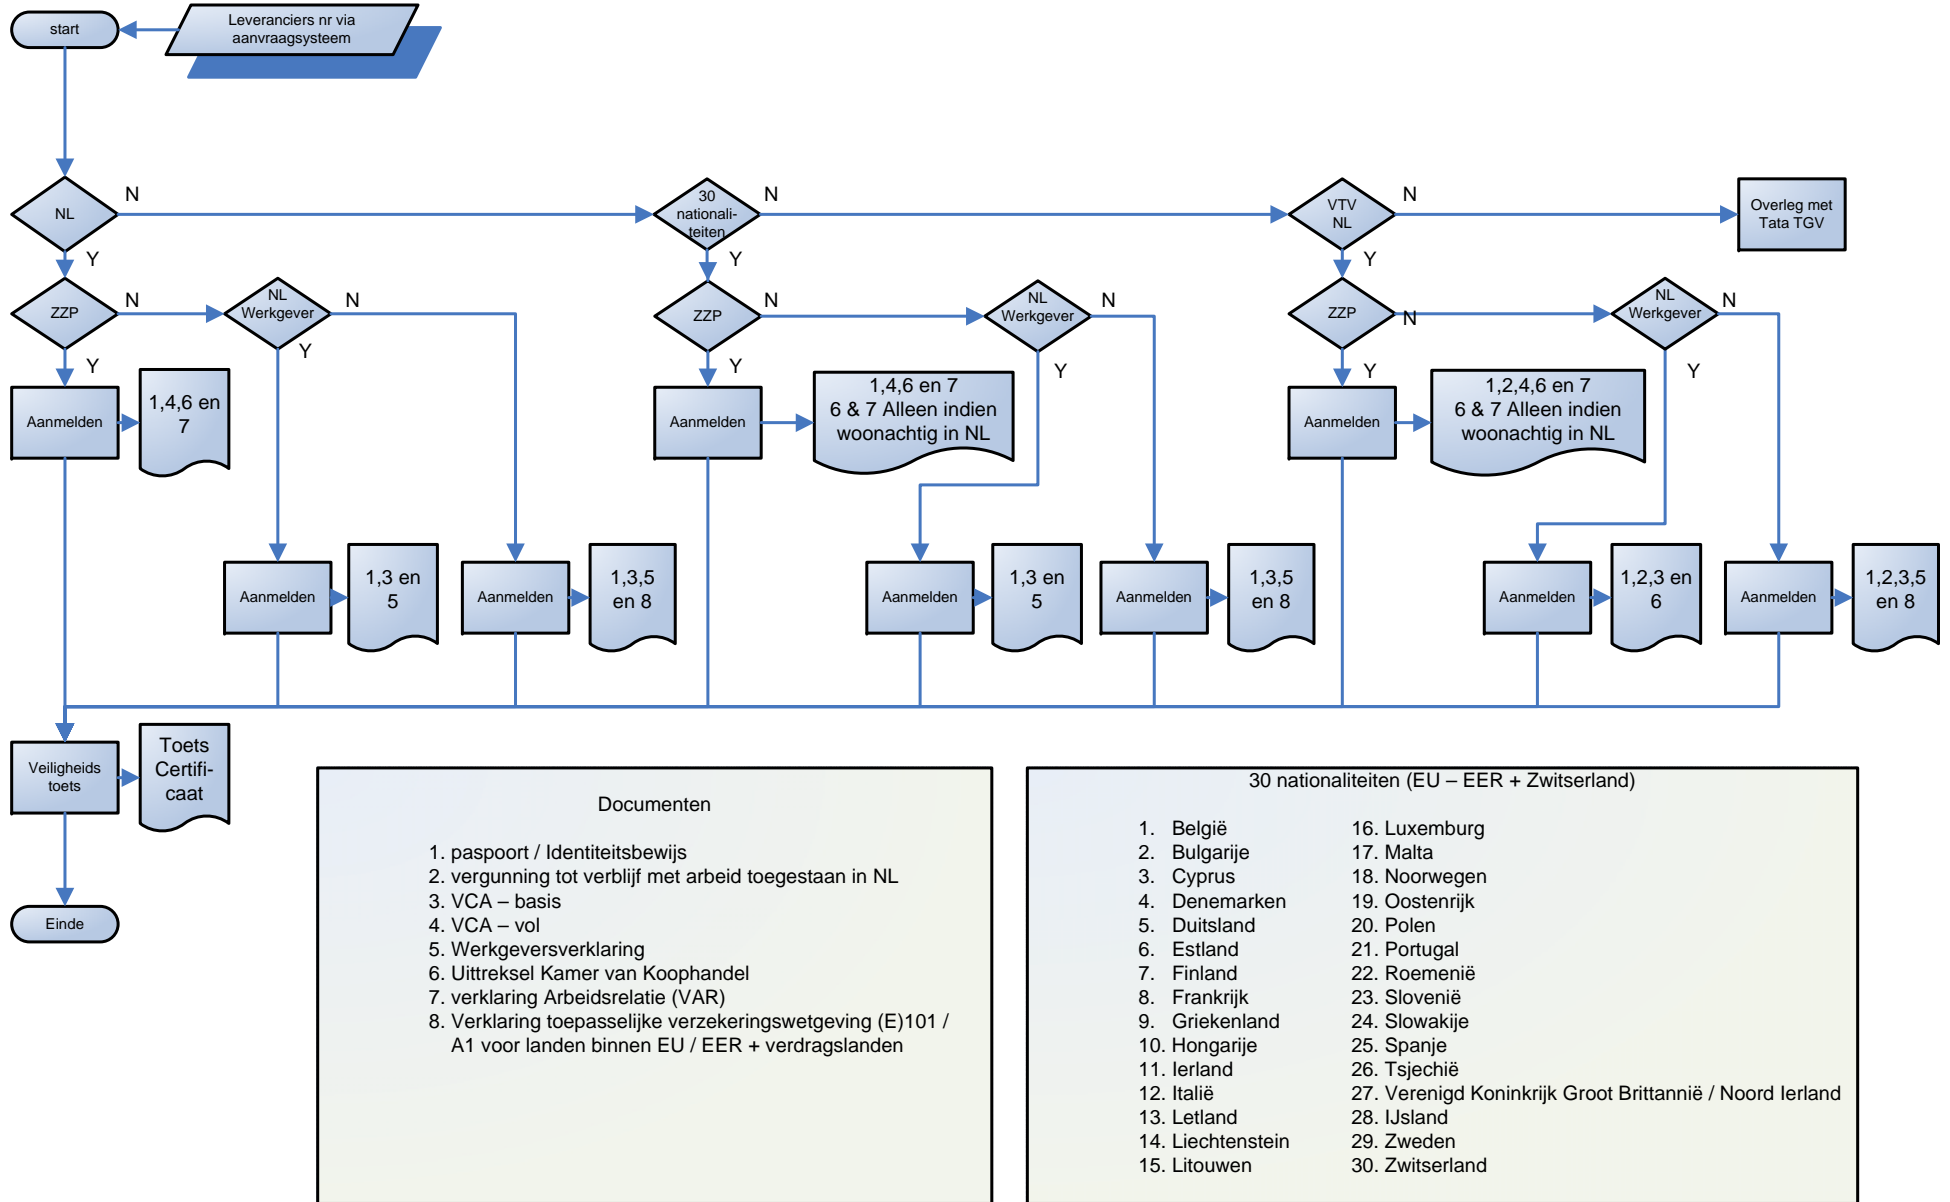 start
Leveranciers nr via
aanvraagsysteem
NL
N
30
nationali-
teiten
N
VTV
NL
N
Overleg met
Tata TGV
Y
Y
Y
ZZP
N
NL
Werkgever
N
ZZP
N
NL
Werkgever
N
ZZP
N
NL
Werkgever
N
Y
Y
Y
Y
Y
Y
Aanmelden
1,4,6 en
7
Aanmelden
1,4,6 en 7
6 & 7 Alleen indien
woonachtig in NL
Aanmelden
1,2,4,6 en 7
6 & 7 Alleen indien
woonachtig in NL
Aanmelden
1,3 en
5
Aanmelden
1,3,5
en 8
Aanmelden
1,3 en
5
Aanmelden
1,3,5
en 8
Aanmelden
1,2,3 en
6
Aanmelden
1,2,3,5
en 8
Veiligheids
toets
Toets
Certifi-
caat
Einde
Documenten
1. paspoort / Identiteitsbewijs
2. vergunning tot verblijf met arbeid toegestaan in NL
3. VCA – basis
4. VCA – vol
5. Werkgeversverklaring
6. Uittreksel Kamer van Koophandel
7. verklaring Arbeidsrelatie (VAR)
8. Verklaring toepasselijke verzekeringswetgeving (E)101 /
A1 voor landen binnen EU / EER + verdragslanden
30 nationaliteiten (EU – EER + Zwitserland)
1. België
2. Bulgarije
3. Cyprus
4. Denemarken
5. Duitsland
6. Estland
7. Finland
8. Frankrijk
9. Griekenland
10. Hongarije
11. Ierland
12. Italië
13. Letland
14. Liechtenstein
15. Litouwen
16. Luxemburg
17. Malta
18. Noorwegen
19. Oostenrijk
20. Polen
21. Portugal
22. Roemenië
23. Slovenië
24. Slowakije
25. Spanje
26. Tsjechië
27. Verenigd Koninkrijk Groot Brittannië / Noord Ierland
28. IJsland
29. Zweden
30. Zwitserland